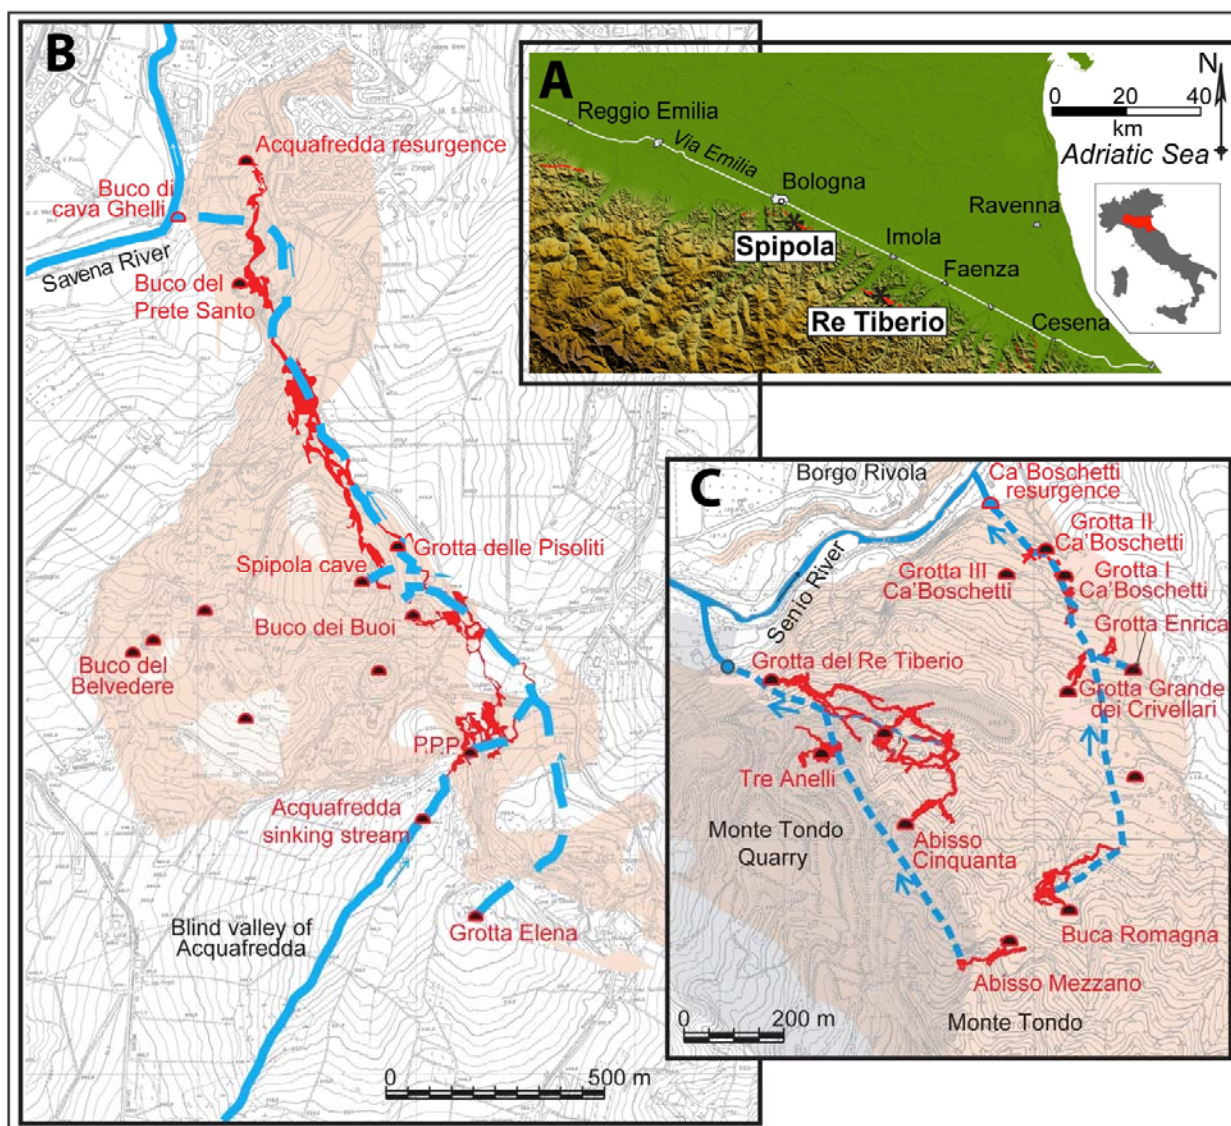 B
Acquafredda resurgence
Buco di
cava Ghelli
Savena River
Buco del
Prete Santo
Grotta delle Pisoliti
Spipola cave
Buco dei Buoi
Buco del
Belvedere
P.P.P.
Acquafredda
sinking stream
Blind valley of
Acquafredda
Grotta Elena
0 500 m
A
N
0 20 40
km
Reggio Emilia
Via Emilia
Adriatic Sea
Bologna
Ravenna
Spipola
Imola
Faenza
Re Tiberio
Cesena
C
Borgo Rivola
Ca'Boschetti
resurgence
Senio River
Grotta II
Ca'Boschetti
Grotta III
Ca'Boschetti
Grotta I
Ca'Boschetti
Grotta Enrica
Grotta del Re Tiberio
Grotta Grande
dei Crivellari
Tre Anelli
Monte Tondo
Quarry
Abisso
Cinquanta
Buca Romagna
Abisso Mezzano
0 200 m
Monte Tondo